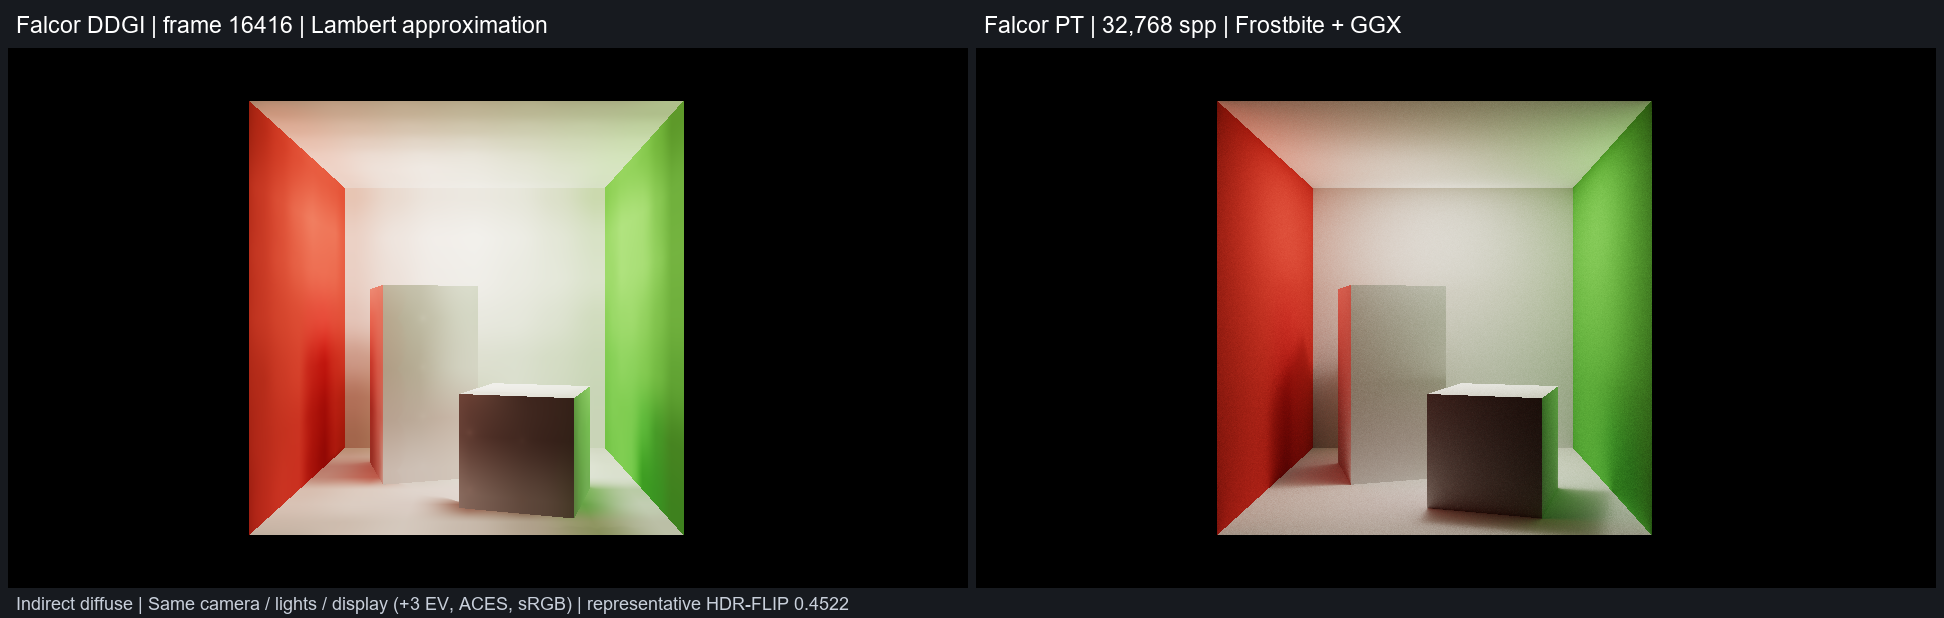 Falcor DDGI | frame 16416 | Lambert approximation
Falcor PT | 32,768 spp | Frostbite + GGX
Indirect diffuse | Same camera / lights / display (+3 EV, ACES, sRGB) | representative HDR-FLIP 0.4522